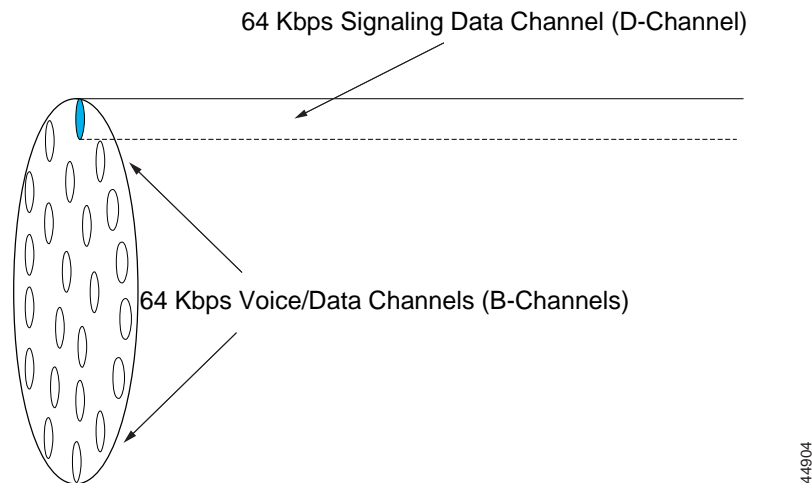 64 Kbps Signaling Data Channel (D-Channel)
64 Kbps Voice/Data Channels (B-Channels)
44904